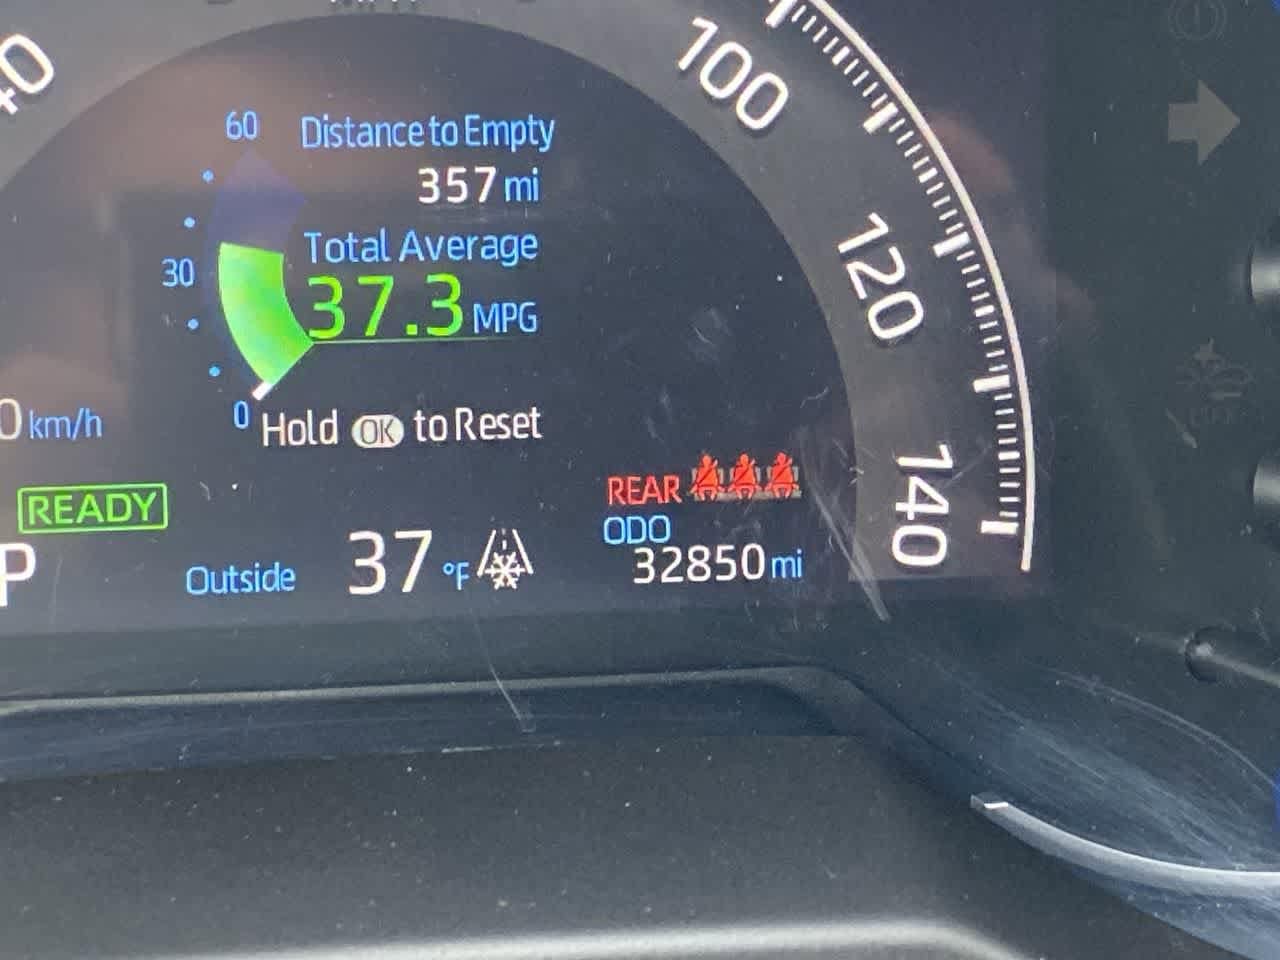 100
120
140
60
Distance to Empty
357 mi
Total Average
30
37.3 MPG
0
Hold OK to Reset
0 km/h
READY
REAR
ODO
32850 mi
P
Outside 37 °F